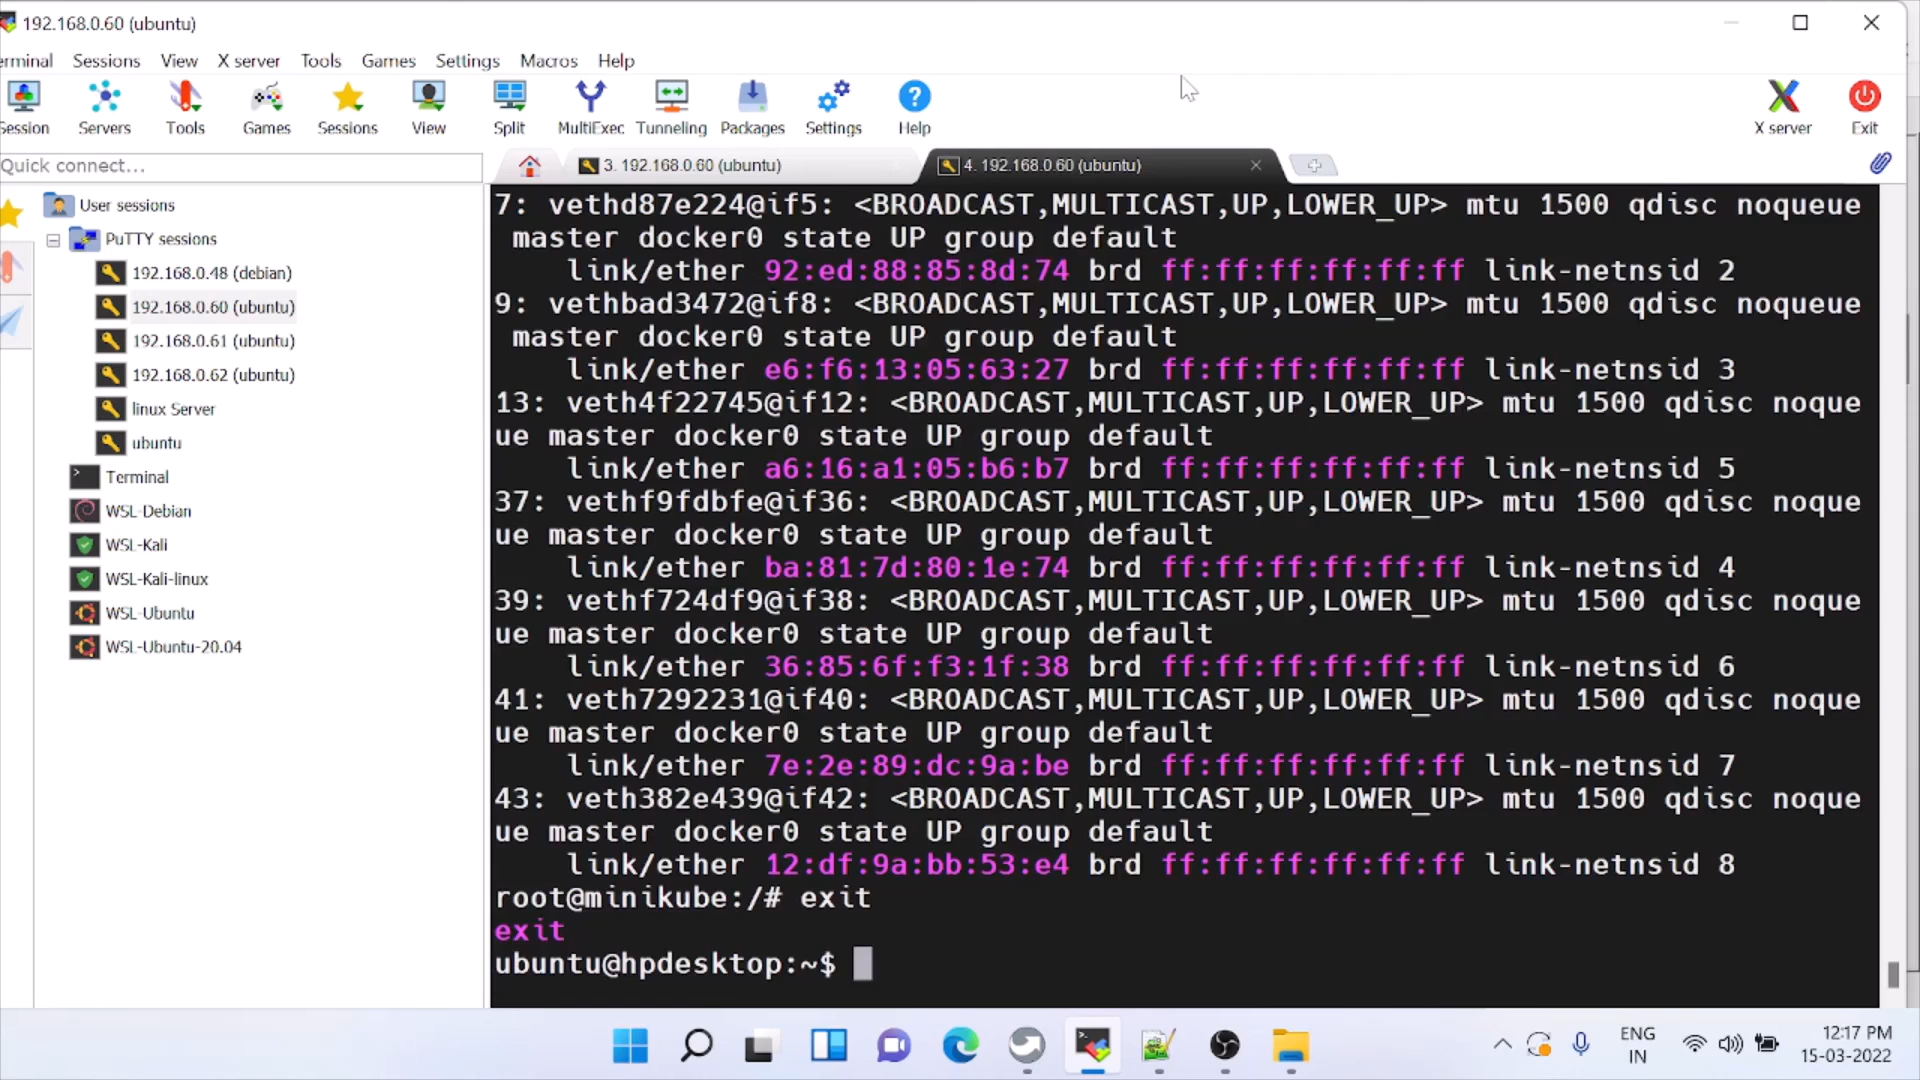 192.168.0.60 (ubuntu)
erminal Sessions View X server Tools Games Settings Macros Help
Session Servers Tools Games Sessions View Split MultiExec Tunneling Packages Settings Help X server Exit
Quick connect...
3. 192.168.0.60 (ubuntu)
4. 192.168.0.60 (ubuntu)
User sessions
PuTTY sessions
192.168.0.48 (debian)
192.168.0.60 (ubuntu)
192.168.0.61 (ubuntu)
192.168.0.62 (ubuntu)
linux Server
ubuntu
Terminal
WSL-Debian
WSL-Kali
WSL-Kali-linux
WSL-Ubuntu
WSL-Ubuntu-20.04
7: vethd87e224@if5: <BROADCAST,MULTICAST,UP,LOWER_UP> mtu 1500 qdisc noqueue
master docker0 state UP group default
link/ether 92:ed:88:85:8d:74 brd ff:ff:ff:ff:ff:ff link-netnsid 2
9: vethbad3472@if8: <BROADCAST,MULTICAST,UP,LOWER_UP> mtu 1500 qdisc noqueue
master docker0 state UP group default
link/ether e6:f6:13:05:63:27 brd ff:ff:ff:ff:ff:ff link-netnsid 3
13: veth4f22745@if12: <BROADCAST,MULTICAST,UP,LOWER_UP> mtu 1500 qdisc noque
ue master docker0 state UP group default
link/ether a6:16:a1:05:b6:b7 brd ff:ff:ff:ff:ff:ff link-netnsid 5
37: vethf9fdbfe@if36: <BROADCAST,MULTICAST,UP,LOWER_UP> mtu 1500 qdisc noque
ue master docker0 state UP group default
link/ether ba:81:7d:80:1e:74 brd ff:ff:ff:ff:ff:ff link-netnsid 4
39: vethf724df9@if38: <BROADCAST,MULTICAST,UP,LOWER_UP> mtu 1500 qdisc noque
ue master docker0 state UP group default
link/ether 36:85:6f:f3:1f:38 brd ff:ff:ff:ff:ff:ff link-netnsid 6
41: veth7292231@if40: <BROADCAST,MULTICAST,UP,LOWER_UP> mtu 1500 qdisc noque
ue master docker0 state UP group default
link/ether 7e:2e:89:dc:9a:be brd ff:ff:ff:ff:ff:ff link-netnsid 7
43: veth382e439@if42: <BROADCAST,MULTICAST,UP,LOWER_UP> mtu 1500 qdisc noque
ue master docker0 state UP group default
link/ether 12:df:9a:bb:53:e4 brd ff:ff:ff:ff:ff:ff link-netnsid 8
root@minikube:/# exit
exit
ubuntu@hpdesktop:~$
ENG
IN
12:17 PM
15-03-2022